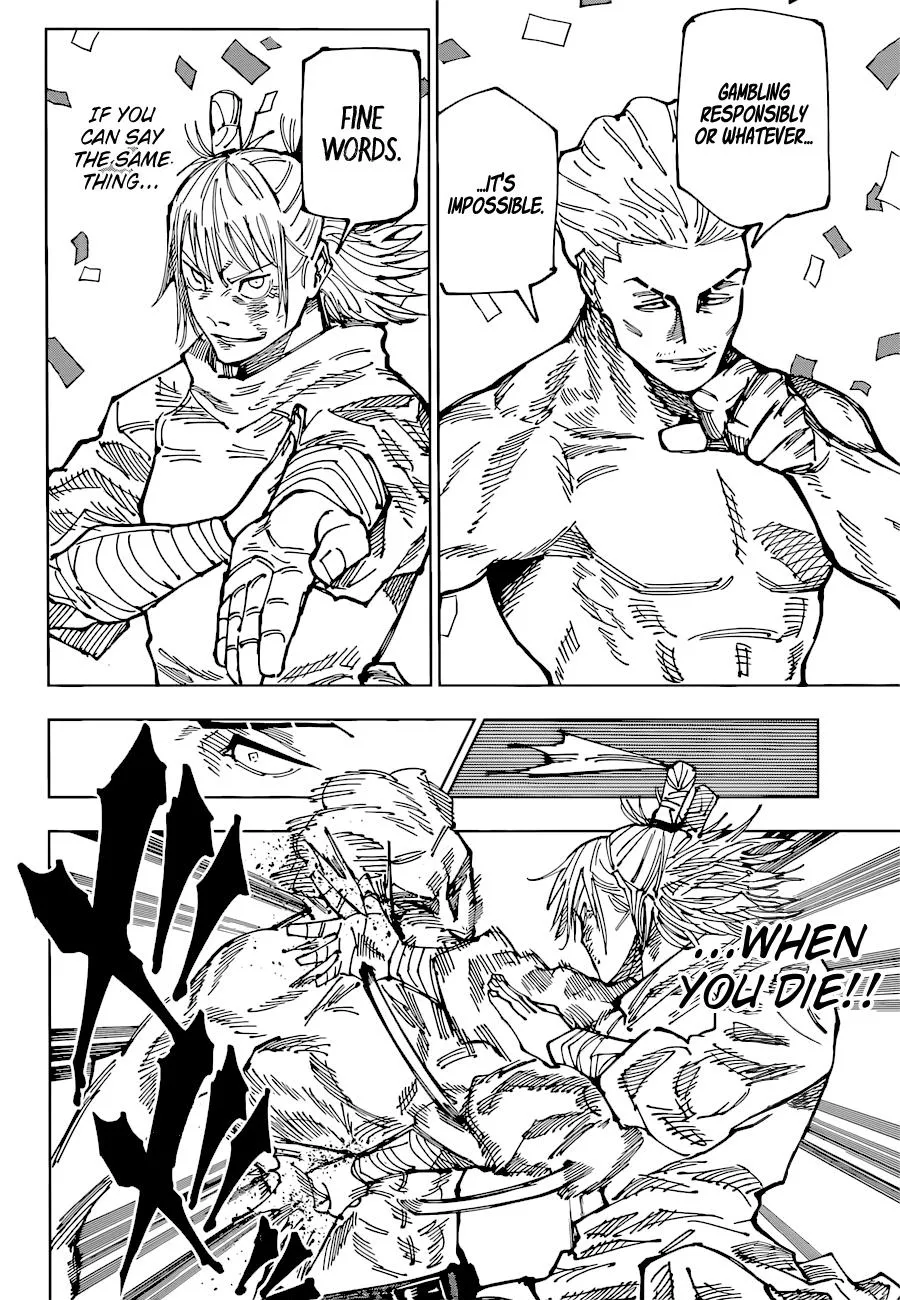 GAMBLING
RESPONSIBLY
OR WHATEVER...
...IT'S
IMPOSSIBLE.
FINE
WORDS.
IF YOU
CAN SAY
THE SAME
THING...
...WHEN
YOU DIE!!